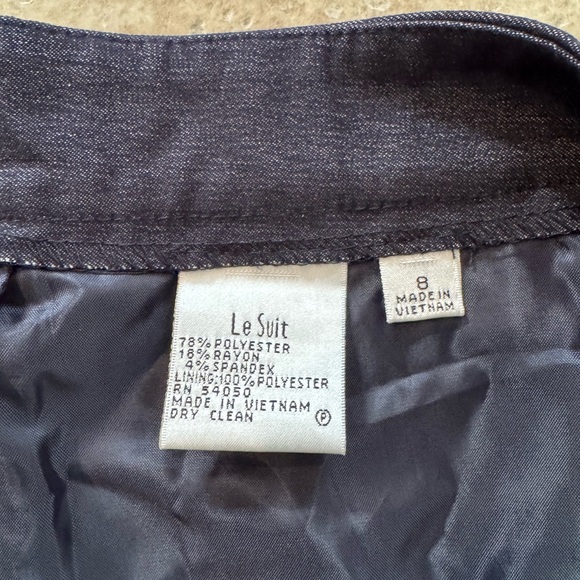 Le Suit
78% POLYESTER
18% RAYON
4% SPANDEX
LINING:100% POLYESTER
RN 54050
MADE IN VIETNAM
DRY CLEAN Ⓟ
8
MADE IN
VIETNAM